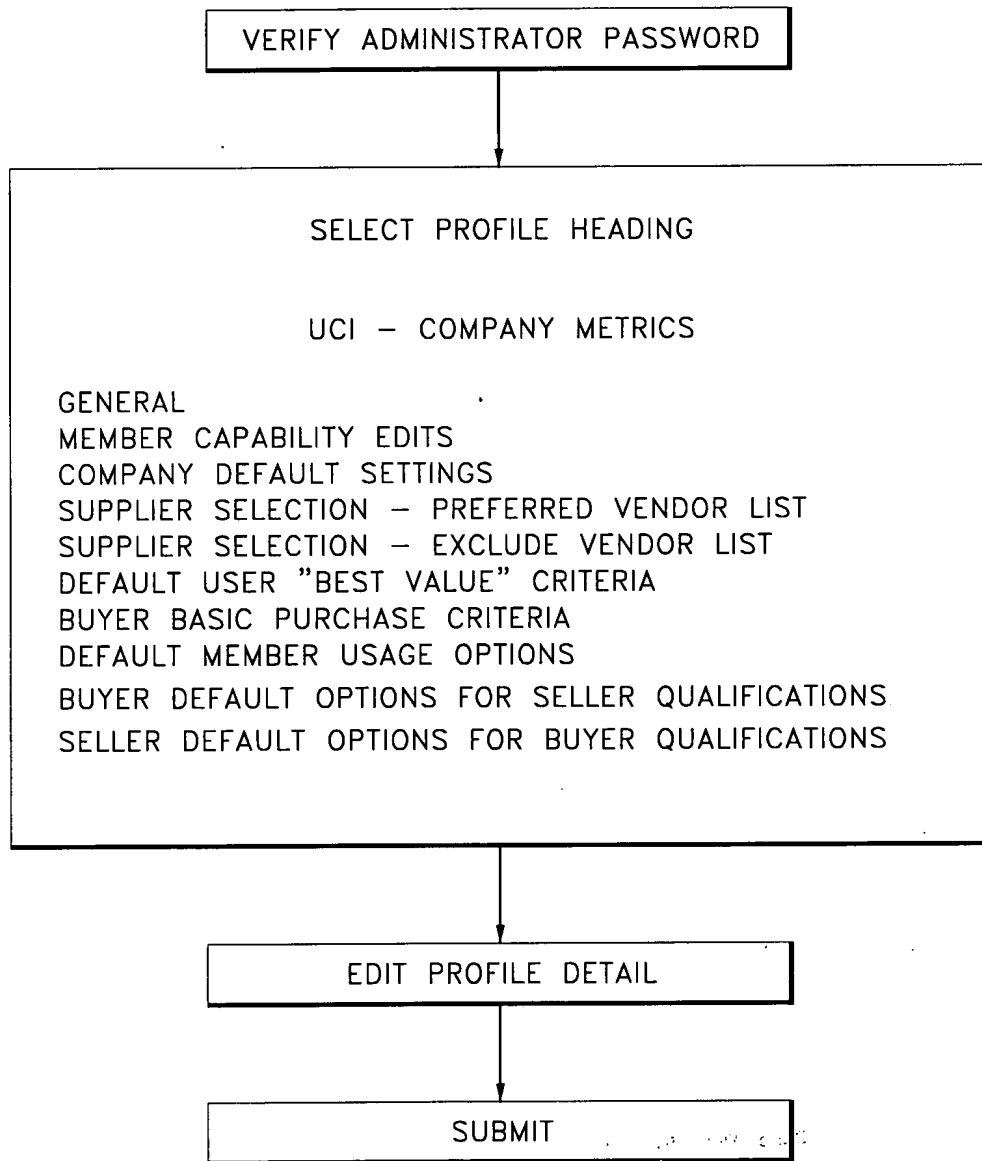 VERIFY ADMINISTRATOR PASSWORD
SELECT PROFILE HEADING
UCI – COMPANY METRICS
GENERAL
MEMBER CAPABILITY EDITS
COMPANY DEFAULT SETTINGS
SUPPLIER SELECTION – PREFERRED VENDOR LIST
SUPPLIER SELECTION – EXCLUDE VENDOR LIST
DEFAULT USER ”BEST VALUE” CRITERIA
BUYER BASIC PURCHASE CRITERIA
DEFAULT MEMBER USAGE OPTIONS
BUYER DEFAULT OPTIONS FOR SELLER QUALIFICATIONS
SELLER DEFAULT OPTIONS FOR BUYER QUALIFICATIONS
EDIT PROFILE DETAIL
SUBMIT